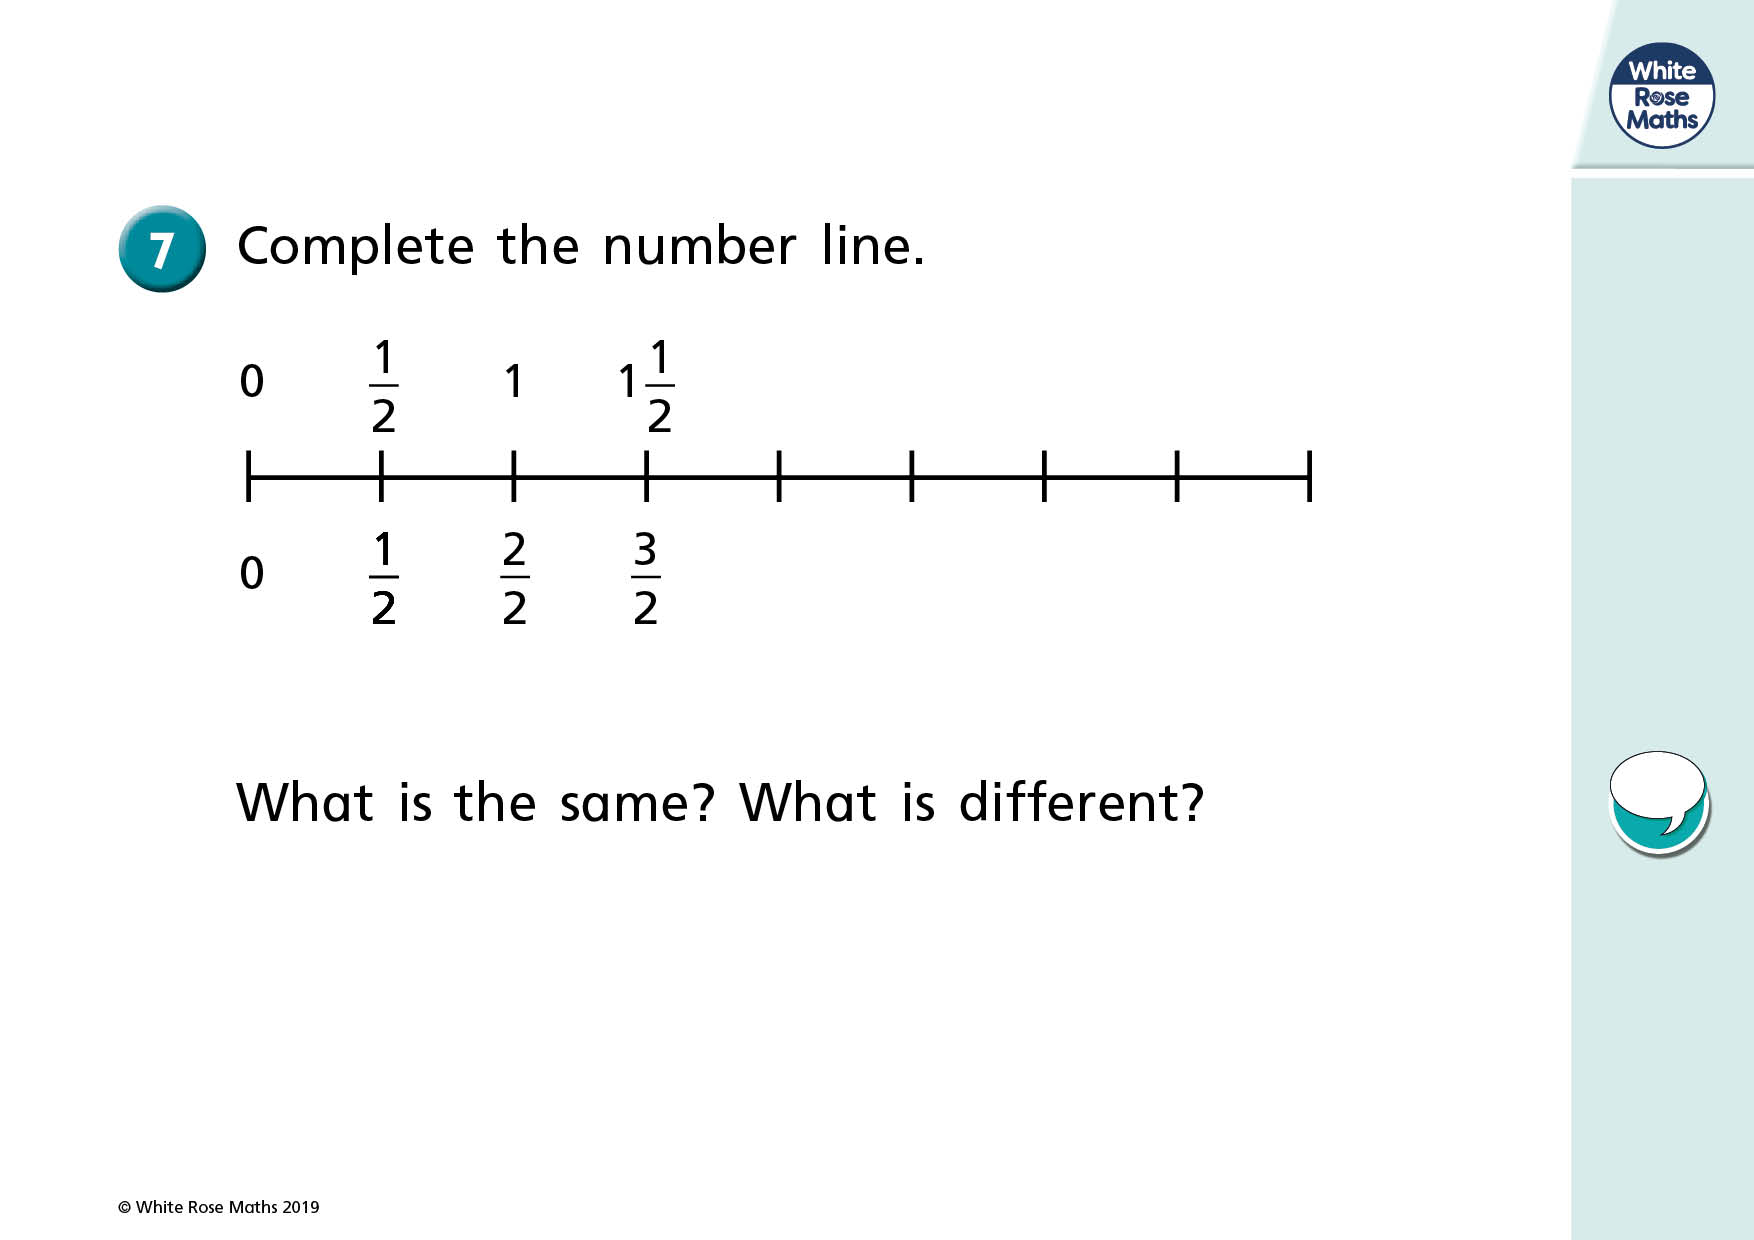 White
Rose
Maths
7 Complete the number line.
0 1/2 1 1 1/2
0 1/2 2/2 3/2
What is the same? What is different?
© White Rose Maths 2019